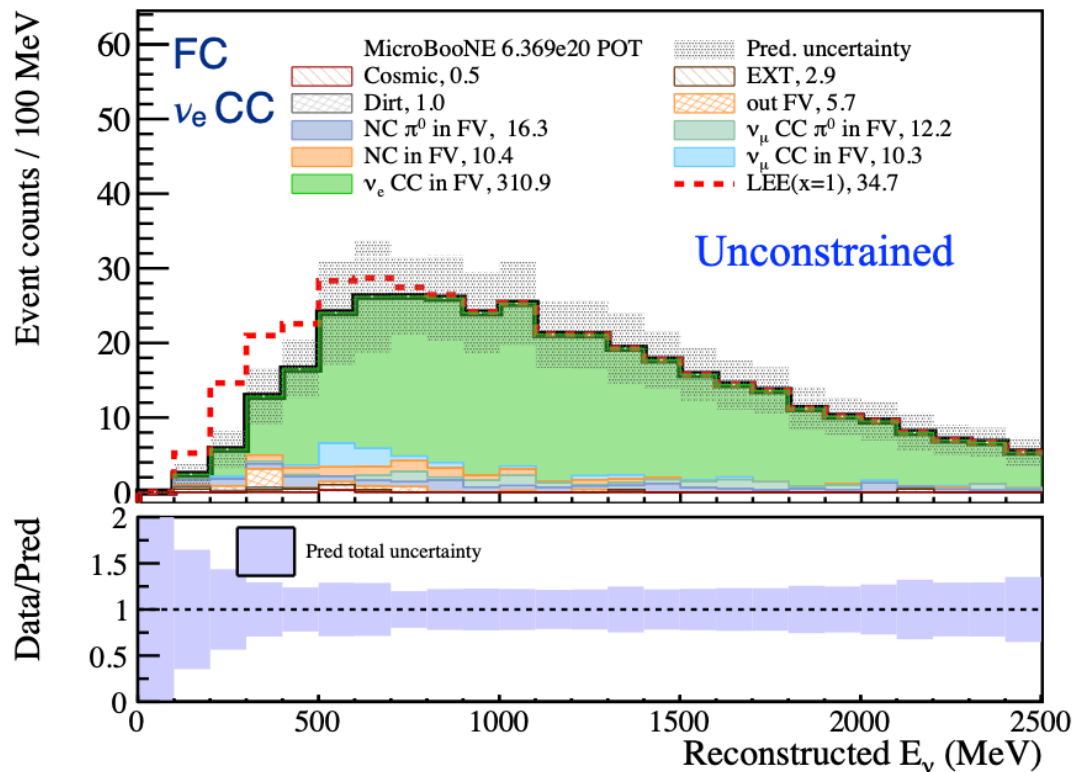 Event counts / 100 MeV
60
50
40
30
20
10
0
FC
νe CC
MicroBooNE 6.369e20 POT
Pred. uncertainty
Cosmic, 0.5
EXT, 2.9
Dirt, 1.0
out FV, 5.7
NC π⁰ in FV, 16.3
νμ CC π⁰ in FV, 12.2
NC in FV, 10.4
νμ CC in FV, 10.3
νe CC in FV, 310.9
LEE(x=1), 34.7
Unconstrained
Data/Pred
2
1.5
1
0.5
0
Pred total uncertainty
0 500 1000 1500 2000 2500
Reconstructed Eν (MeV)